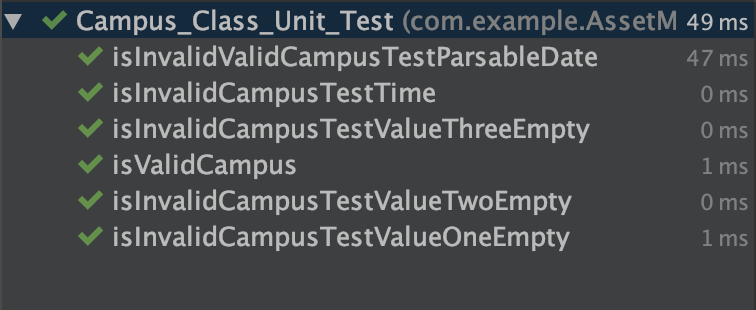 Campus_Class_Unit_Test (com.example.AssetM 49 ms
isInvalidValidCampusTestParsableDate 47 ms
isInvalidCampusTestTime 0 ms
isInvalidCampusTestValueThreeEmpty 0 ms
isValidCampus 1 ms
isInvalidCampusTestValueTwoEmpty 0 ms
isInvalidCampusTestValueOneEmpty 1 ms